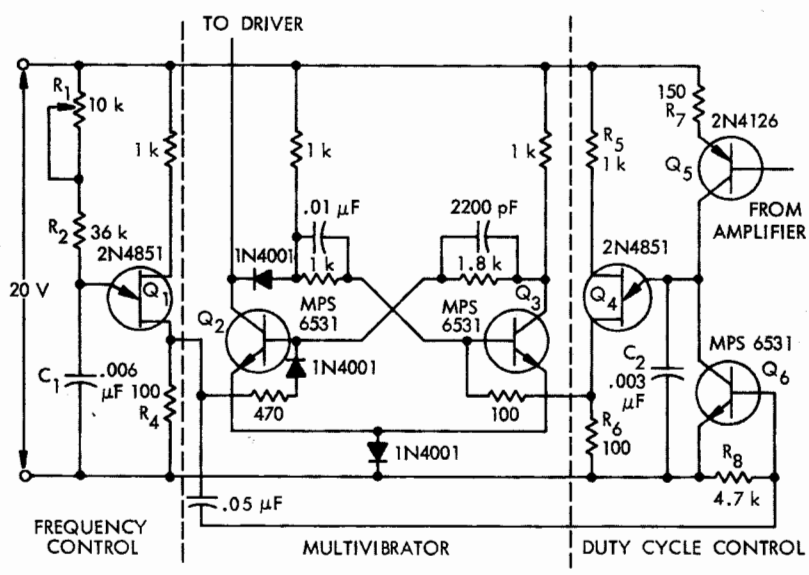 TO DRIVER
R1
10 k
1 k
R2
36 k
2N4851
Q1
20 V
C1
.006
µF
100
R4
1 k
.01 µF
1N4001
1 k
MPS
6531
Q2
1N4001
470
1 k
2200 pF
1.8 k
MPS
6531
Q3
100
1N4001
.05 µF
R5
1 k
150
R7
2N4126
Q5
FROM
AMPLIFIER
2N4851
Q4
C2
.003
µF
MPS 6531
Q6
R6
100
R8
4.7 k
FREQUENCY
CONTROL
MULTIVIBRATOR
DUTY CYCLE CONTROL